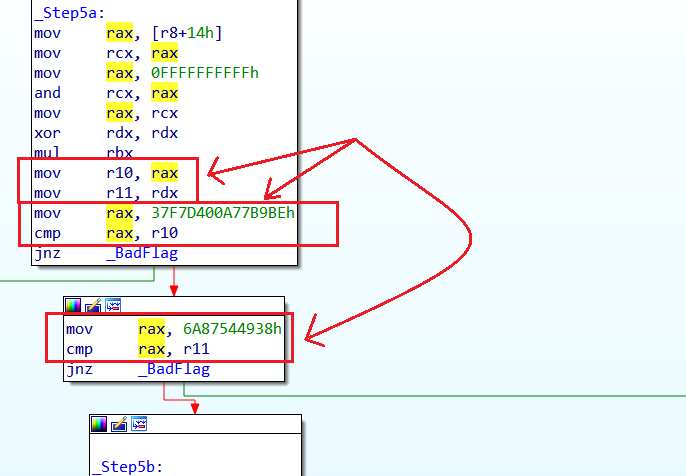 _Step5a:
mov rax, [r8+14h]
mov rcx, rax
mov rax, 0FFFFFFFFFFh
and rcx, rax
mov rax, rcx
xor rdx, rdx
mul rbx
mov r10, rax
mov r11, rdx
mov rax, 37F7D400A77B9BEh
cmp rax, r10
jnz _BadFlag
mov rax, 6A87544938h
cmp rax, r11
jnz _BadFlag
_Step5b: